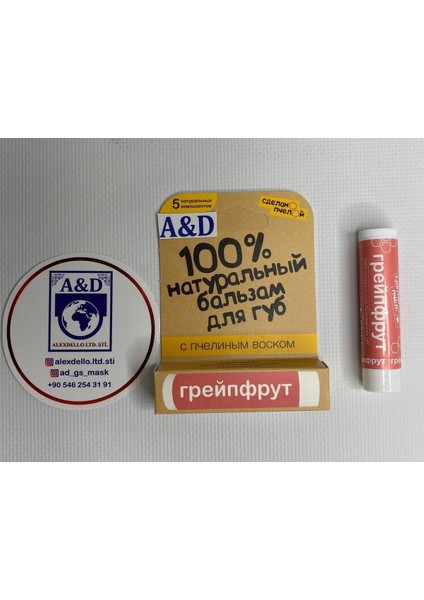 A&D
ALEXDELLO LTD. ŞTİ.
alexdello.ltd.sti
ad_gs_mask
+90 546 254 31 91
5 натуральных
компонентов
сделано
пчелой
A&D
100%
натуральный
бальзам
для губ
с пчелиным воском
грейпфрут
грейпфрут